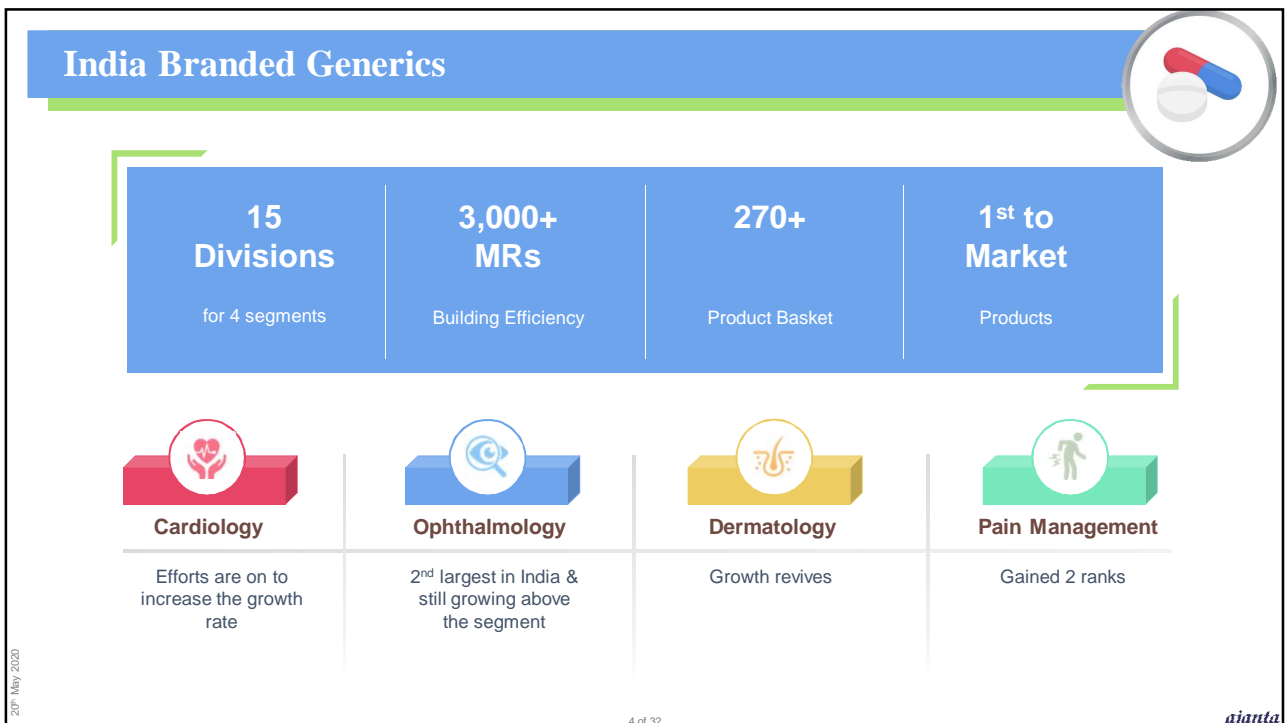 India Branded Generics
15
Divisions
for 4 segments
3,000+
MRs
Building Efficiency
270+
Product Basket
1st to
Market
Products
Cardiology
Efforts are on to
increase the growth
rate
Ophthalmology
2nd largest in India &
still growing above
the segment
Dermatology
Growth revives
Pain Management
Gained 2 ranks
20th May 2020
4 of 32
ajanta